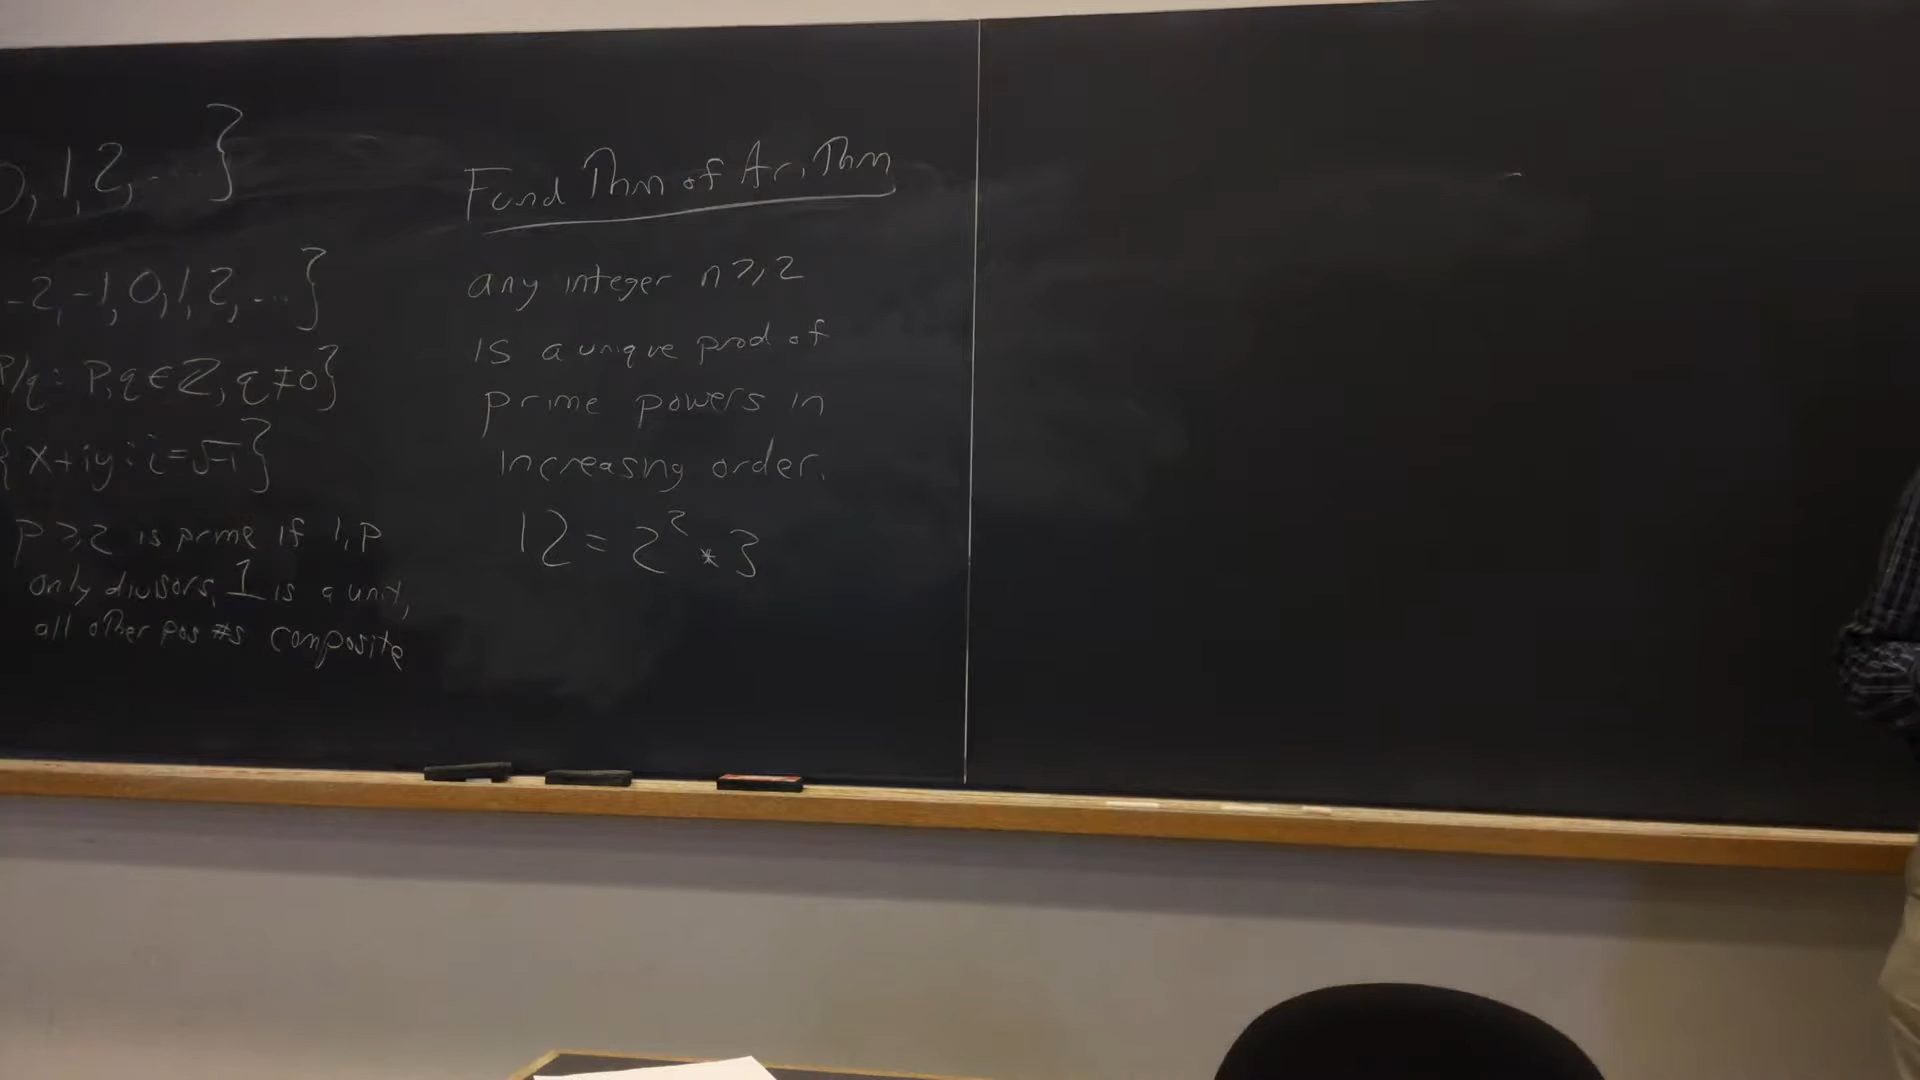 0, 1, 2, ...}
-2, -1, 0, 1, 2, ...}
P/q : P, q ∈ Z, q ≠ 0}
{x+iy : i = √-1}
p ≥ 2 is prime if 1, p
only divisors, 1 is a unit,
all other pos #s composite
Fund Thm of Arithm
any integer n ≥ 2
is a unique prod of
prime powers in
increasing order.
12 = 2² * 3